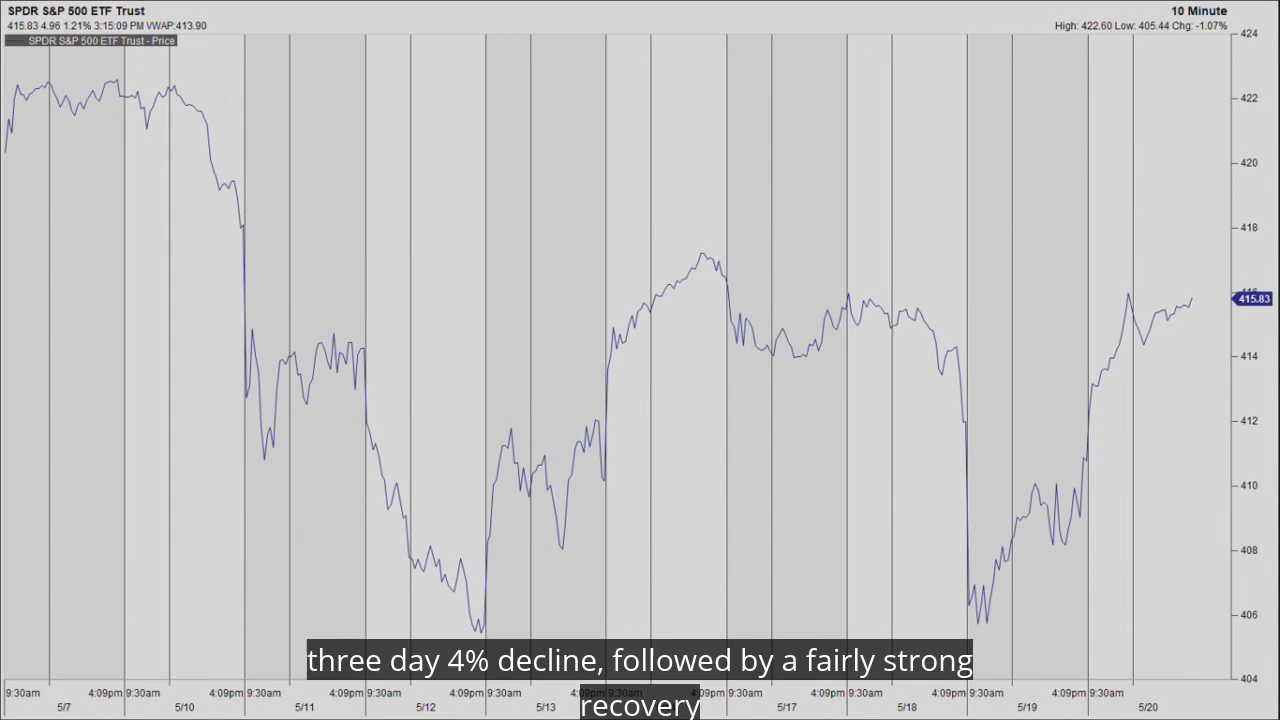 SPDR S&P 500 ETF Trust
10 Minute
415.83 4.96 1.21% 3:15:09 PM VWAP:413.90
High: 422.60 Low: 405.44 Chg: -1.07%
SPDR S&P 500 ETF Trust - Price
424
422
420
418
415.83
414
412
410
408
406
404
three day 4% decline, followed by a fairly strong
recovery
9:30am 4:09pm 9:30am 4:09pm 9:30am 4:09pm 9:30am 4:09pm 9:30am 4:09pm 9:30am 4:09pm 9:30am 4:09pm 9:30am 4:09pm 9:30am 4:09pm 9:30am
5/7 5/10 5/11 5/12 5/13 5/17 5/18 5/19 5/20